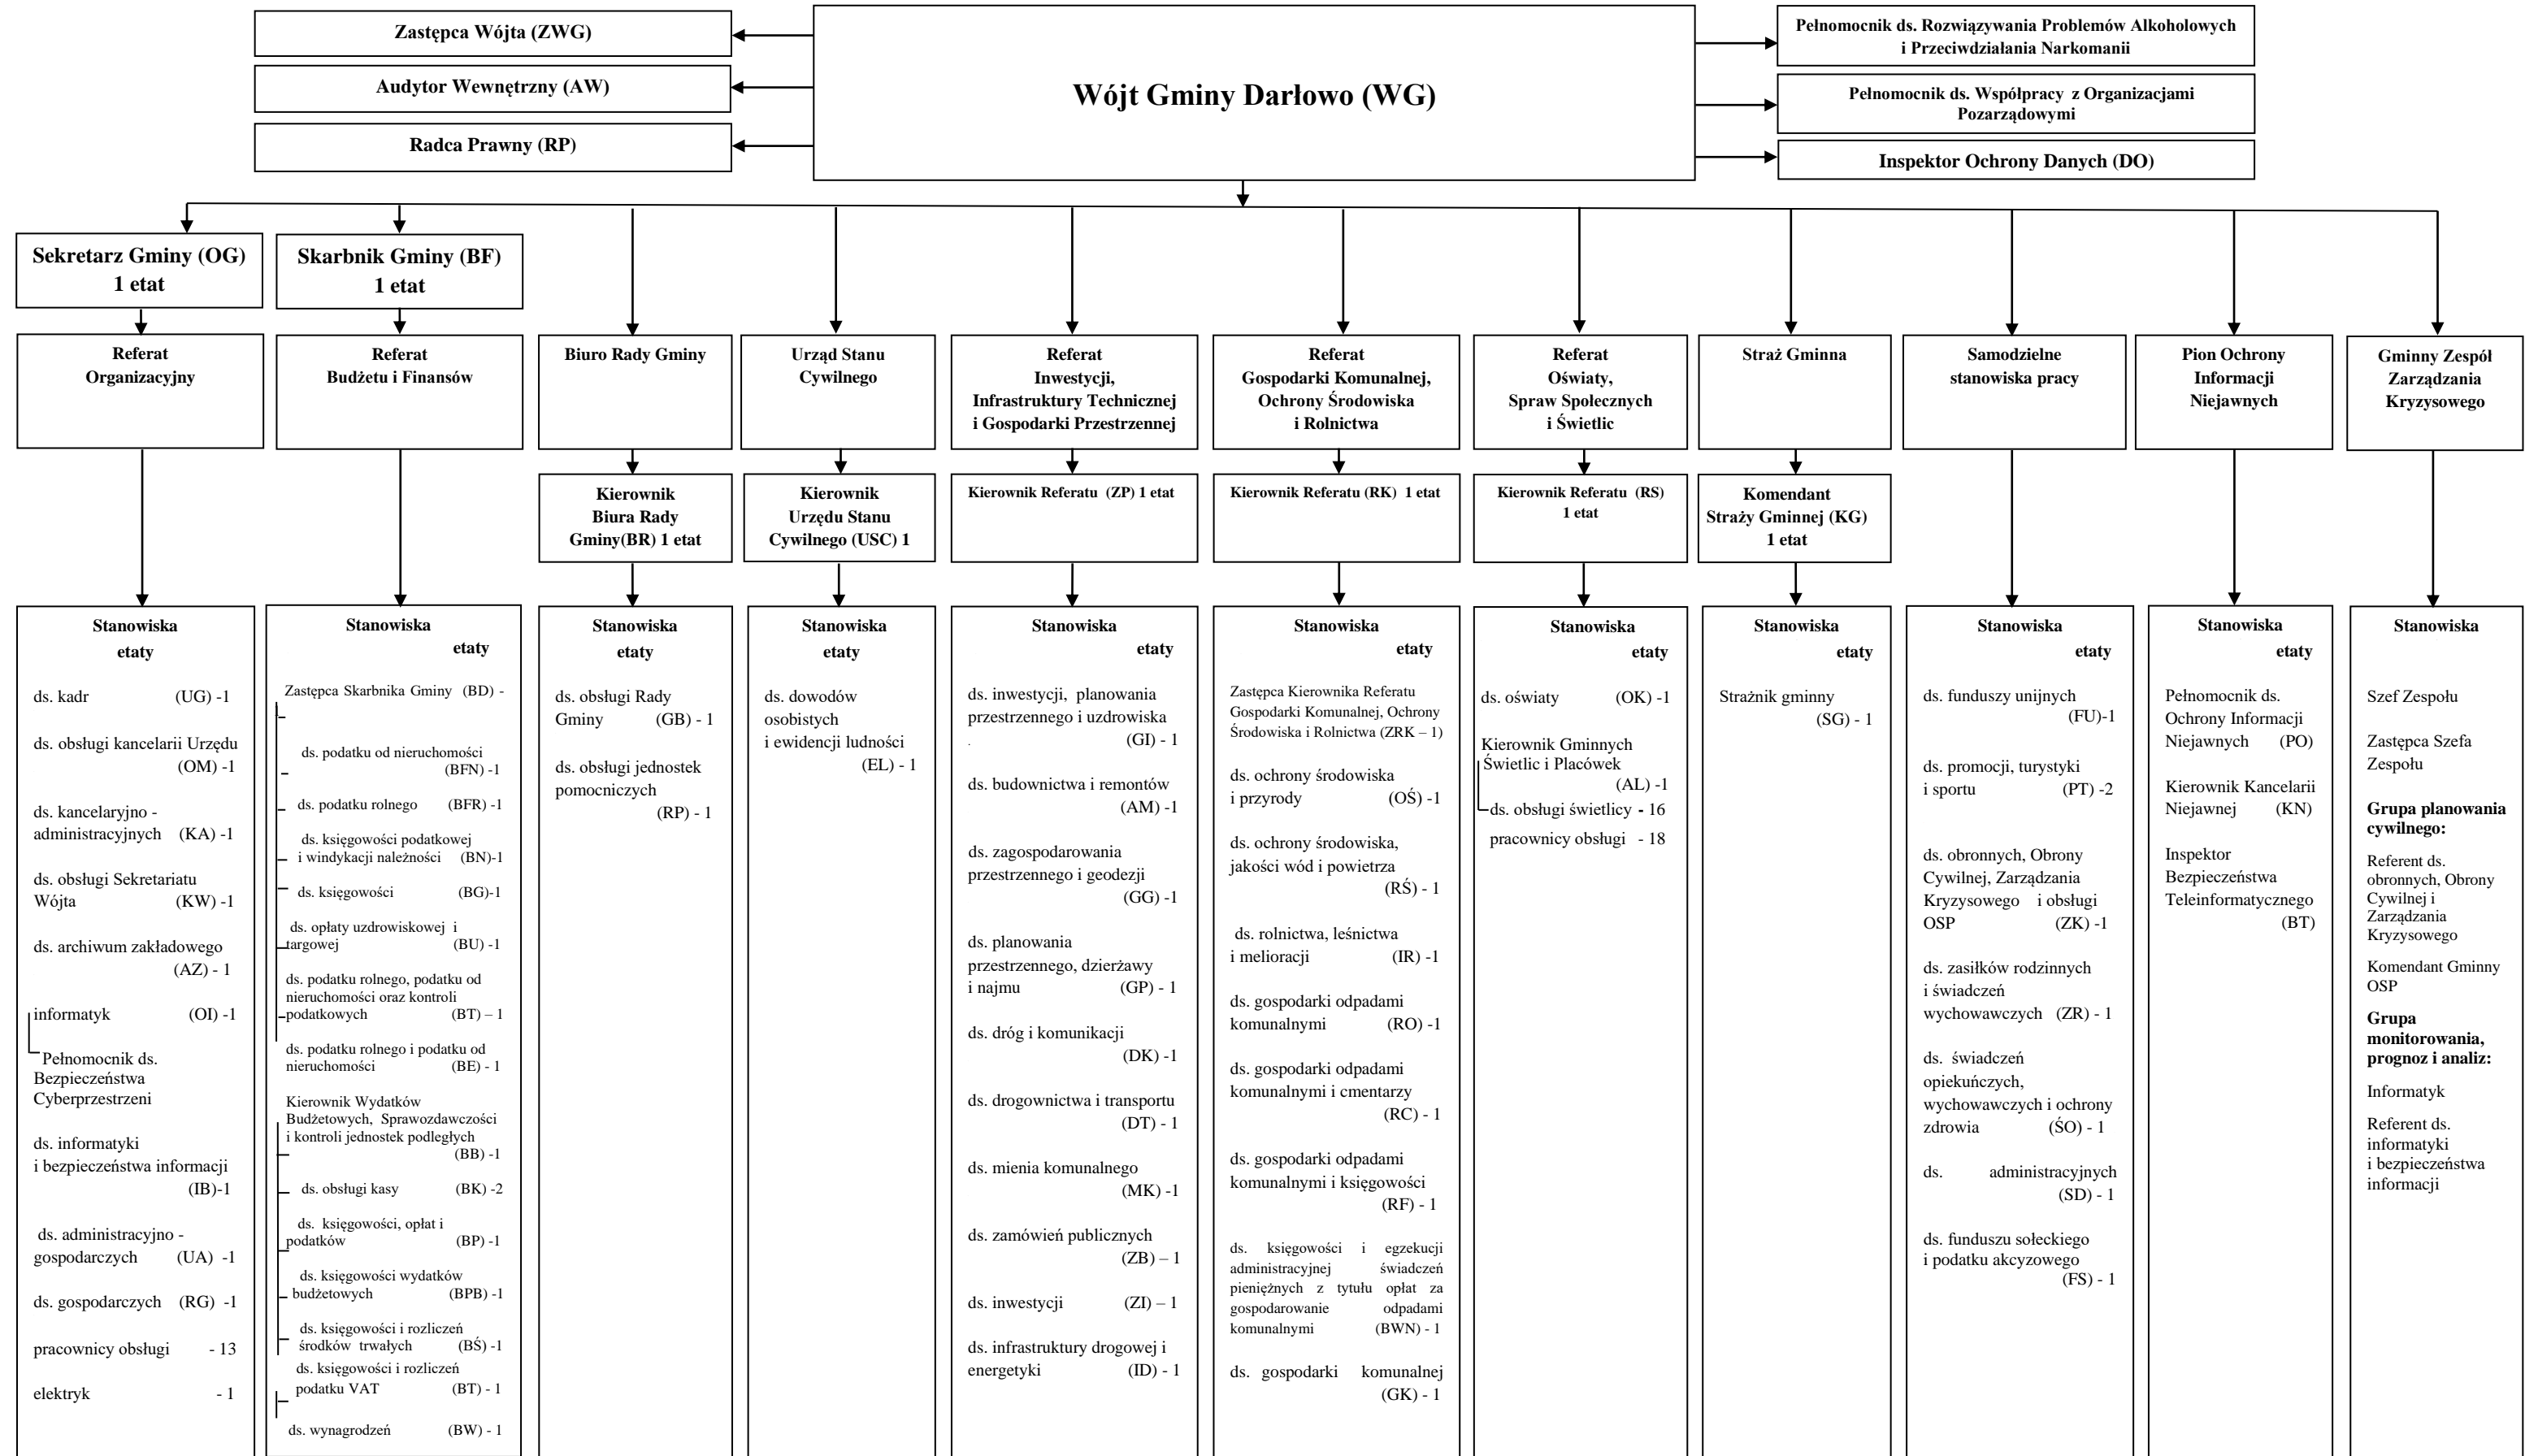 Zastępca Wójta (ZWG)
Audytor Wewnętrzny (AW)
Radca Prawny (RP)
Wójt Gminy Darłowo (WG)
Pełnomocnik ds. Rozwiązywania Problemów Alkoholowych
i Przeciwdziałania Narkomanii
Pełnomocnik ds. Współpracy z Organizacjami
Pozarządowymi
Inspektor Ochrony Danych (DO)
Sekretarz Gminy (OG)
1 etat
Skarbnik Gminy (BF)
1 etat
Referat
Organizacyjny
Referat
Budżetu i Finansów
Biuro Rady Gminy
Urząd Stanu
Cywilnego
Referat
Inwestycji,
Infrastruktury Technicznej
i Gospodarki Przestrzennej
Referat
Gospodarki Komunalnej,
Ochrony Środowiska
i Rolnictwa
Referat
Oświaty,
Spraw Społecznych
i Świetlic
Straż Gminna
Samodzielne
stanowiska pracy
Pion Ochrony
Informacji
Niejawnych
Gminny Zespół
Zarządzania
Kryzysowego
Kierownik
Biura Rady
Gminy(BR) 1 etat
Kierownik
Urzędu Stanu
Cywilnego (USC) 1
Kierownik Referatu (ZP) 1 etat
Kierownik Referatu (RK) 1 etat
Kierownik Referatu (RS)
1 etat
Komendant
Straży Gminnej (KG)
1 etat
Stanowiska
etaty
ds. kadr (UG) -1
ds. obsługi kancelarii Urzędu
(OM) -1
ds. kancelaryjno -
administracyjnych (KA) -1
ds. obsługi Sekretariatu
Wójta (KW) -1
ds. archiwum zakładowego
(AZ) - 1
informatyk (OI) -1
Pełnomocnik ds.
Bezpieczeństwa
Cyberprzestrzeni
ds. informatyki
i bezpieczeństwa informacji
(IB)-1
ds. administracyjno -
gospodarczych (UA) -1
ds. gospodarczych (RG) -1
pracownicy obsługi - 13
elektryk - 1
Stanowiska
etaty
Zastępca Skarbnika Gminy (BD) -
ds. podatku od nieruchomości
(BFN) -1
ds. podatku rolnego (BFR) -1
ds. księgowości podatkowej
i windykacji należności (BN)-1
ds. księgowości (BG)-1
ds. opłaty uzdrowiskowej i
targowej (BU) -1
ds. podatku rolnego, podatku od
nieruchomości oraz kontroli
podatkowych (BT) – 1
ds. podatku rolnego i podatku od
nieruchomości (BE) - 1
Kierownik Wydatków
Budżetowych, Sprawozdawczości
i kontroli jednostek podległych
(BB) -1
ds. obsługi kasy (BK) -2
ds. księgowości, opłat i
podatków (BP) -1
ds. księgowości wydatków
budżetowych (BPB) -1
ds. księgowości i rozliczeń
środków trwałych (BŚ) -1
ds. księgowości i rozliczeń
podatku VAT (BT) - 1
ds. wynagrodzeń (BW) - 1
Stanowiska
etaty
ds. obsługi Rady
Gminy (GB) - 1
ds. obsługi jednostek
pomocniczych
(RP) - 1
Stanowiska
etaty
ds. dowodów
osobistych
i ewidencji ludności
(EL) - 1
Stanowiska
etaty
ds. inwestycji, planowania
przestrzennego i uzdrowiska
. (GI) - 1
ds. budownictwa i remontów
(AM) -1
ds. zagospodarowania
przestrzennego i geodezji
(GG) -1
ds. planowania
przestrzennego, dzierżawy
i najmu (GP) - 1
ds. dróg i komunikacji
(DK) -1
ds. drogownictwa i transportu
(DT) - 1
ds. mienia komunalnego
(MK) -1
ds. zamówień publicznych
(ZB) – 1
ds. inwestycji (ZI) – 1
ds. infrastruktury drogowej i
energetyki (ID) - 1
Stanowiska
etaty
Zastępca Kierownika Referatu
Gospodarki Komunalnej, Ochrony
Środowiska i Rolnictwa (ZRK – 1)
ds. ochrony środowiska
i przyrody (OŚ) -1
ds. ochrony środowiska,
jakości wód i powietrza
(RŚ) - 1
ds. rolnictwa, leśnictwa
i melioracji (IR) -1
ds. gospodarki odpadami
komunalnymi (RO) -1
ds. gospodarki odpadami
komunalnymi i cmentarzy
(RC) - 1
ds. gospodarki odpadami
komunalnymi i księgowości
(RF) - 1
ds. księgowości i egzekucji
administracyjnej świadczeń
pieniężnych z tytułu opłat za
gospodarowanie odpadami
komunalnymi (BWN) - 1
ds. gospodarki komunalnej
(GK) - 1
Stanowiska
etaty
ds. oświaty (OK) -1
Kierownik Gminnych
Świetlic i Placówek
(AL) -1
ds. obsługi świetlicy - 16
pracownicy obsługi - 18
Stanowiska
etaty
Strażnik gminny
(SG) - 1
Stanowiska
etaty
ds. funduszy unijnych
(FU)-1
ds. promocji, turystyki
i sportu (PT) -2
ds. obronnych, Obrony
Cywilnej, Zarządzania
Kryzysowego i obsługi
OSP (ZK) -1
ds. zasiłków rodzinnych
i świadczeń
wychowawczych (ZR) - 1
ds. świadczeń
opiekuńczych,
wychowawczych i ochrony
zdrowia (ŚO) - 1
ds. administracyjnych
(SD) - 1
ds. funduszu sołeckiego
i podatku akcyzowego
(FS) - 1
Stanowiska
etaty
Pełnomocnik ds.
Ochrony Informacji
Niejawnych (PO)
Kierownik Kancelarii
Niejawnej (KN)
Inspektor
Bezpieczeństwa
Teleinformatycznego
(BT)
Stanowiska
Szef Zespołu
Zastępca Szefa
Zespołu
Grupa planowania
cywilnego:
Referent ds.
obronnych, Obrony
Cywilnej i
Zarządzania
Kryzysowego
Komendant Gminny
OSP
Grupa
monitorowania,
prognoz i analiz:
Informatyk
Referent ds.
informatyki
i bezpieczeństwa
informacji